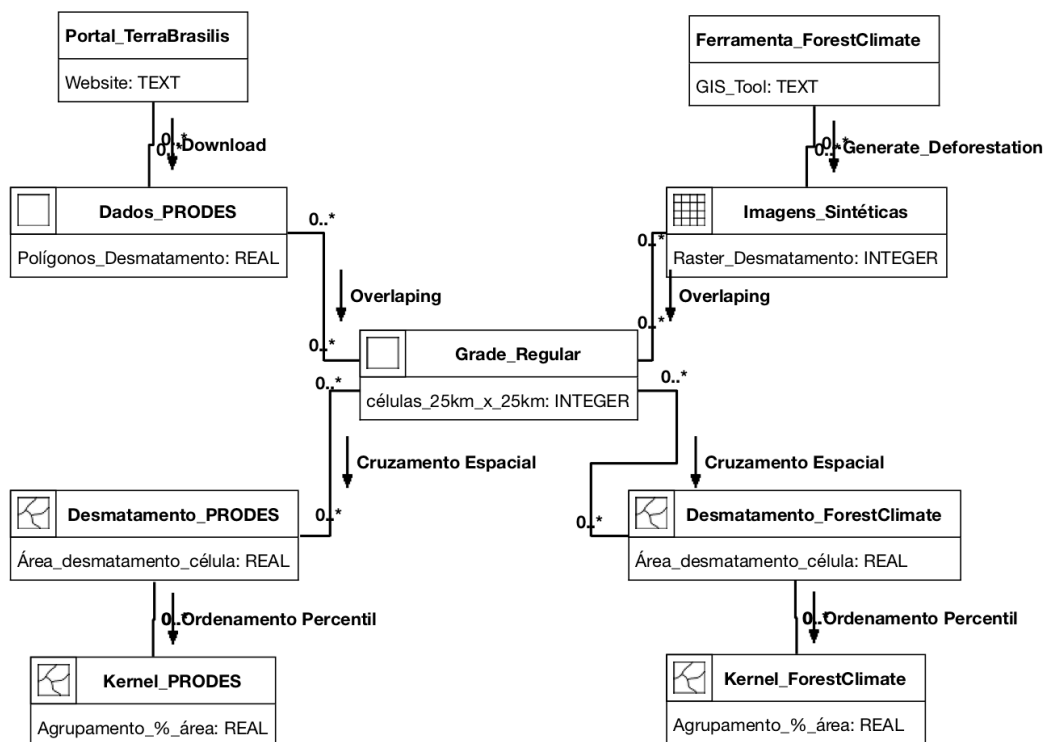 Portal_TerraBrasilis
Website: TEXT
Ferramenta_ForestClimate
GIS_Tool: TEXT
0..*
0..*
Download
0..*
0..*
Generate_Deforestation
Dados_PRODES
Polígonos_Desmatamento: REAL
Imagens_Sintéticas
Raster_Desmatamento: INTEGER
0..*
0..*
Overlaping
Overlaping
0..*
0..*
Grade_Regular
células_25km_x_25km: INTEGER
0..*
0..*
Cruzamento Espacial
Cruzamento Espacial
0..*
0..*
Desmatamento_PRODES
Área_desmatamento_célula: REAL
Desmatamento_ForestClimate
Área_desmatamento_célula: REAL
0..*
Ordenamento Percentil
0..*
Ordenamento Percentil
Kernel_PRODES
Agrupamento_%_área: REAL
Kernel_ForestClimate
Agrupamento_%_área: REAL